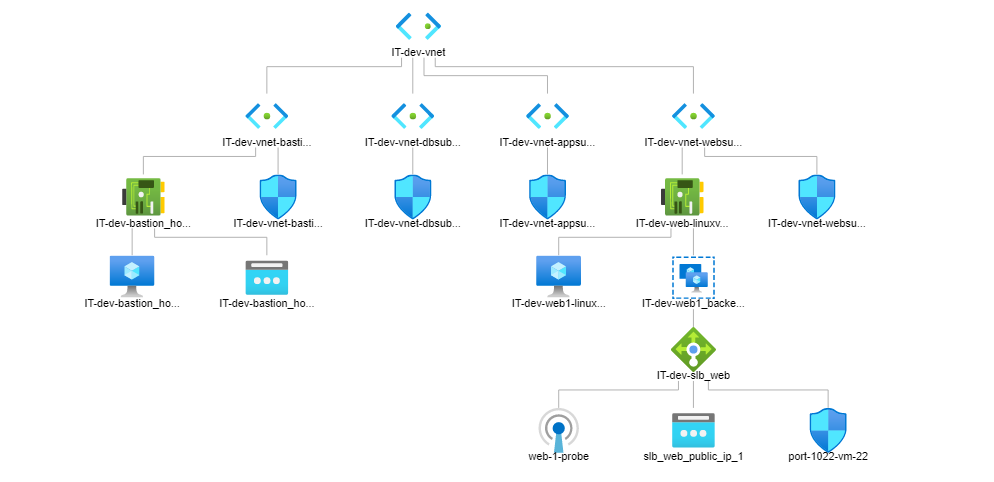 IT-dev-vnet
IT-dev-vnet-basti...
IT-dev-vnet-dbsub...
IT-dev-vnet-appsu...
IT-dev-vnet-websu...
IT-dev-bastion_ho...
IT-dev-vnet-basti...
IT-dev-vnet-dbsub...
IT-dev-vnet-appsu...
IT-dev-web-linuxv...
IT-dev-vnet-websu...
IT-dev-bastion_ho...
IT-dev-bastion_ho...
IT-dev-web1-linux...
IT-dev-web1_backe...
IT-dev-slb_web
web-1-probe
slb_web_public_ip_1
port-1022-vm-22